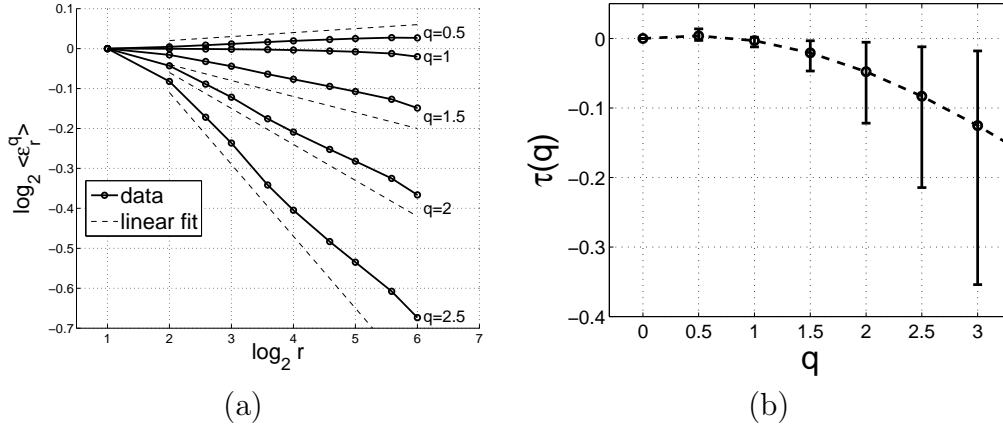 0.1
0
−0.1
−0.2
−0.3
−0.4
−0.5
−0.6
−0.7
log₂ <ε_r^q>
q=0.5
q=1
q=1.5
q=2
q=2.5
data
linear fit
1 2 3 4 5 6 7
log₂ r
(a)
0
−0.1
−0.2
−0.3
−0.4
τ(q)
0 0.5 1 1.5 2 2.5 3
q
(b)